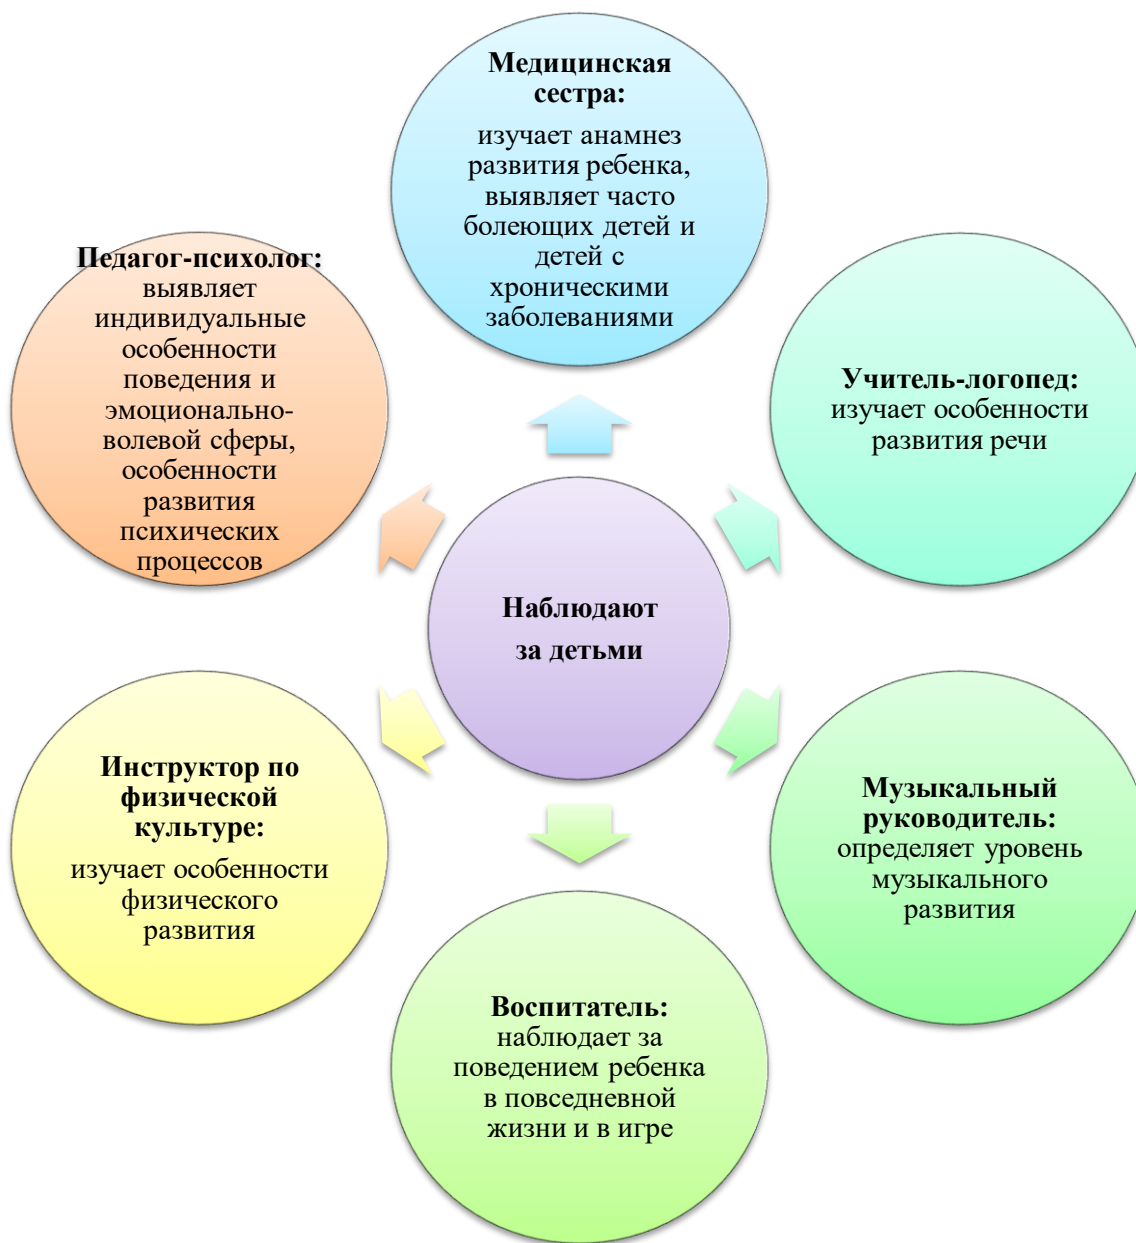 Медицинская
сестра:
изучает анамнез
развития ребенка,
выявляет часто
болеющих детей и
детей с
хроническими
заболеваниями
Учитель-логопед:
изучает особенности
развития речи
Музыкальный
руководитель:
определяет уровень
музыкального
развития
Воспитатель:
наблюдает за
поведением ребенка
в повседневной
жизни и в игре
Инструктор по
физической
культуре:
изучает особенности
физического
развития
Педагог-психолог:
выявляет
индивидуальные
особенности
поведения и
эмоционально-
волевой сферы,
особенности
развития
психических
процессов
Наблюдают
за детьми